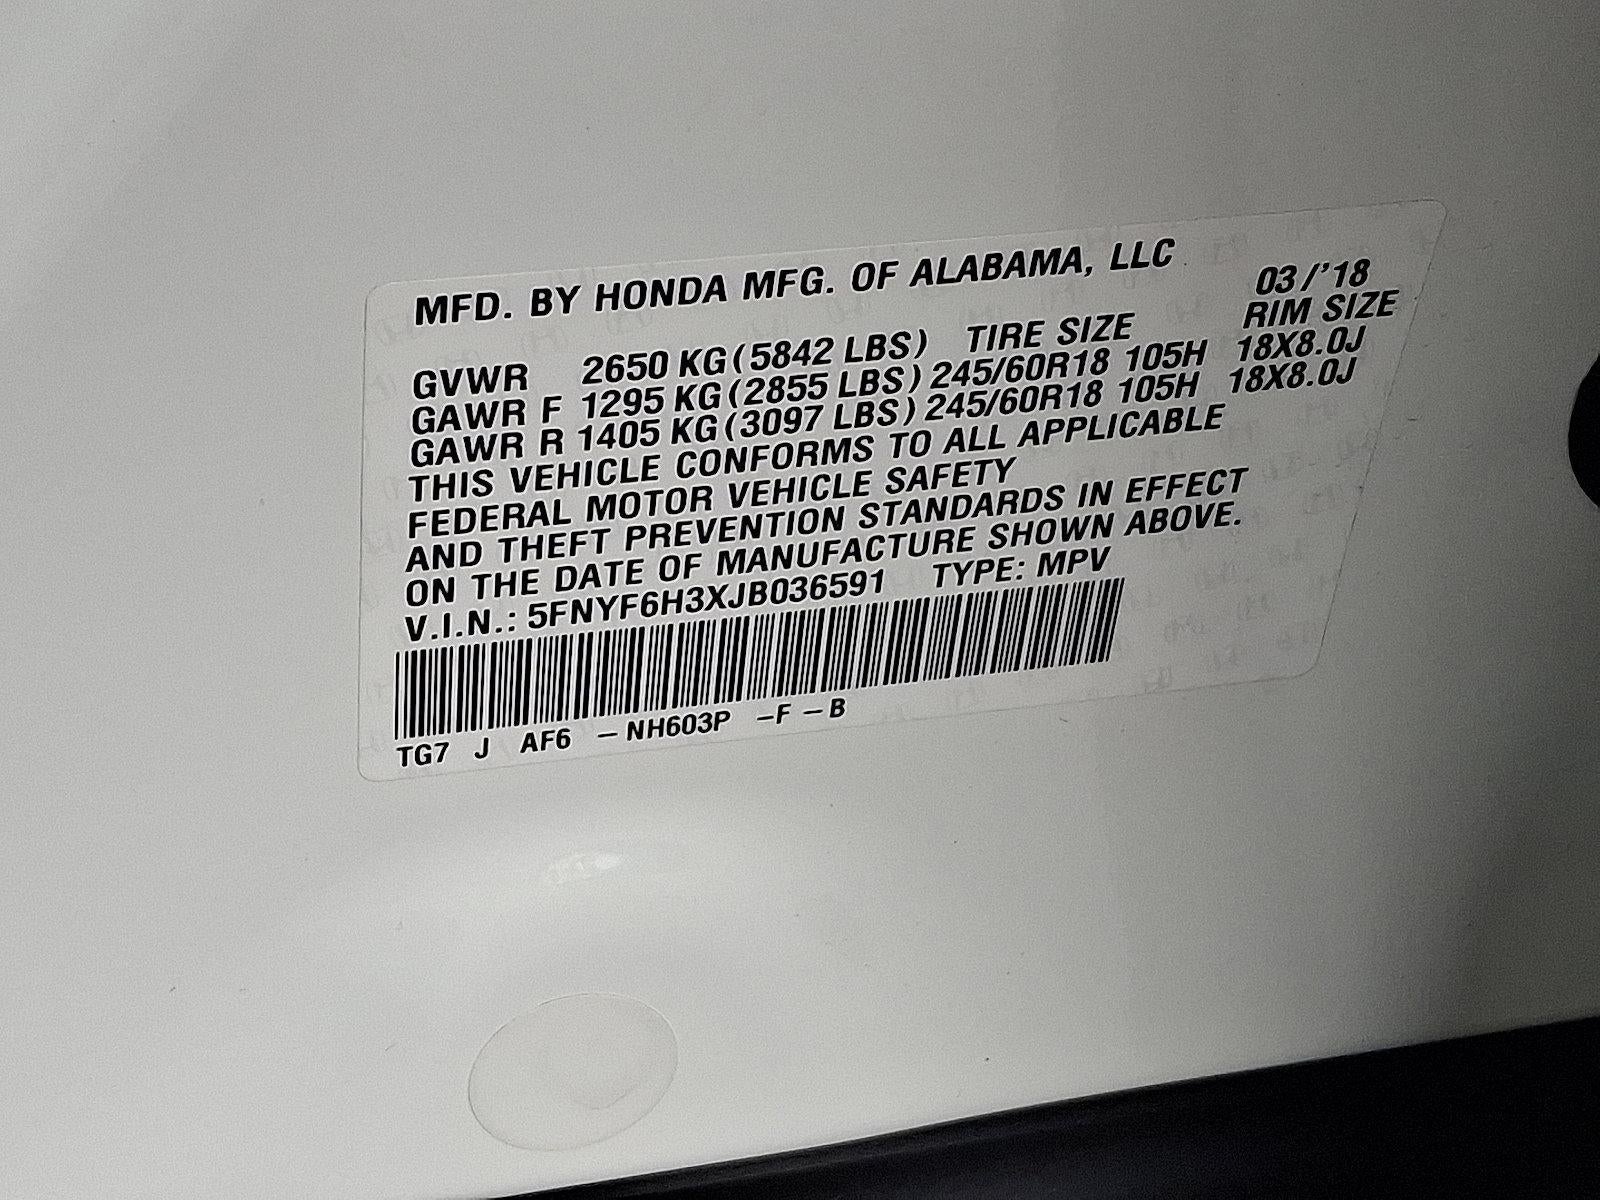 MFD. BY HONDA MFG. OF ALABAMA, LLC 03/'18
GVWR 2650 KG(5842 LBS) TIRE SIZE RIM SIZE
GAWR F 1295 KG(2855 LBS) 245/60R18 105H 18X8.0J
GAWR R 1405 KG(3097 LBS) 245/60R18 105H 18X8.0J
THIS VEHICLE CONFORMS TO ALL APPLICABLE
FEDERAL MOTOR VEHICLE SAFETY
AND THEFT PREVENTION STANDARDS IN EFFECT
ON THE DATE OF MANUFACTURE SHOWN ABOVE.
V.I.N.: 5FNYF6H3XJB036591 TYPE: MPV
TG7 J AF6 -NH603P -F -B